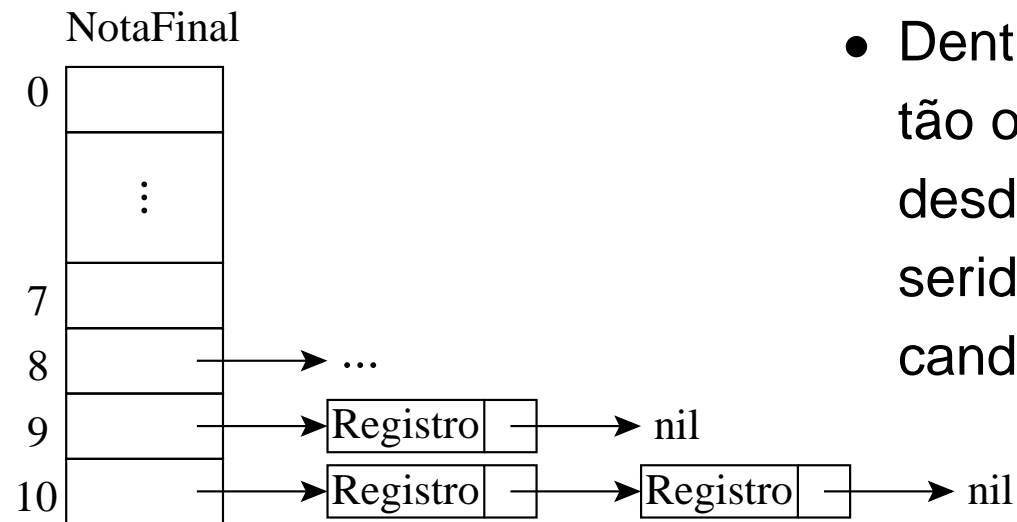 NotaFinal
0
⋮
7
8 ...
9 Registro nil
10 Registro Registro nil
• Dent
tão o
desd
serid
cand